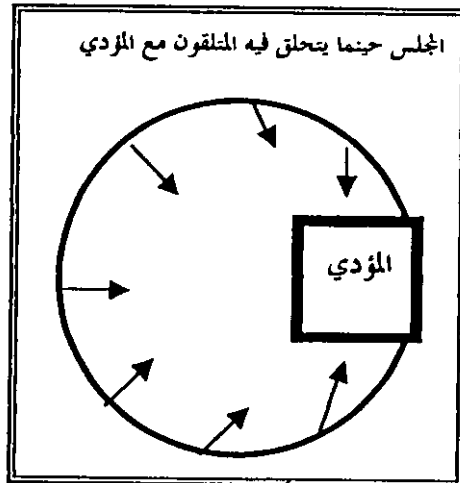 المجلس حينما يتحلق فيه المتلقون مع المؤدي
المؤدي